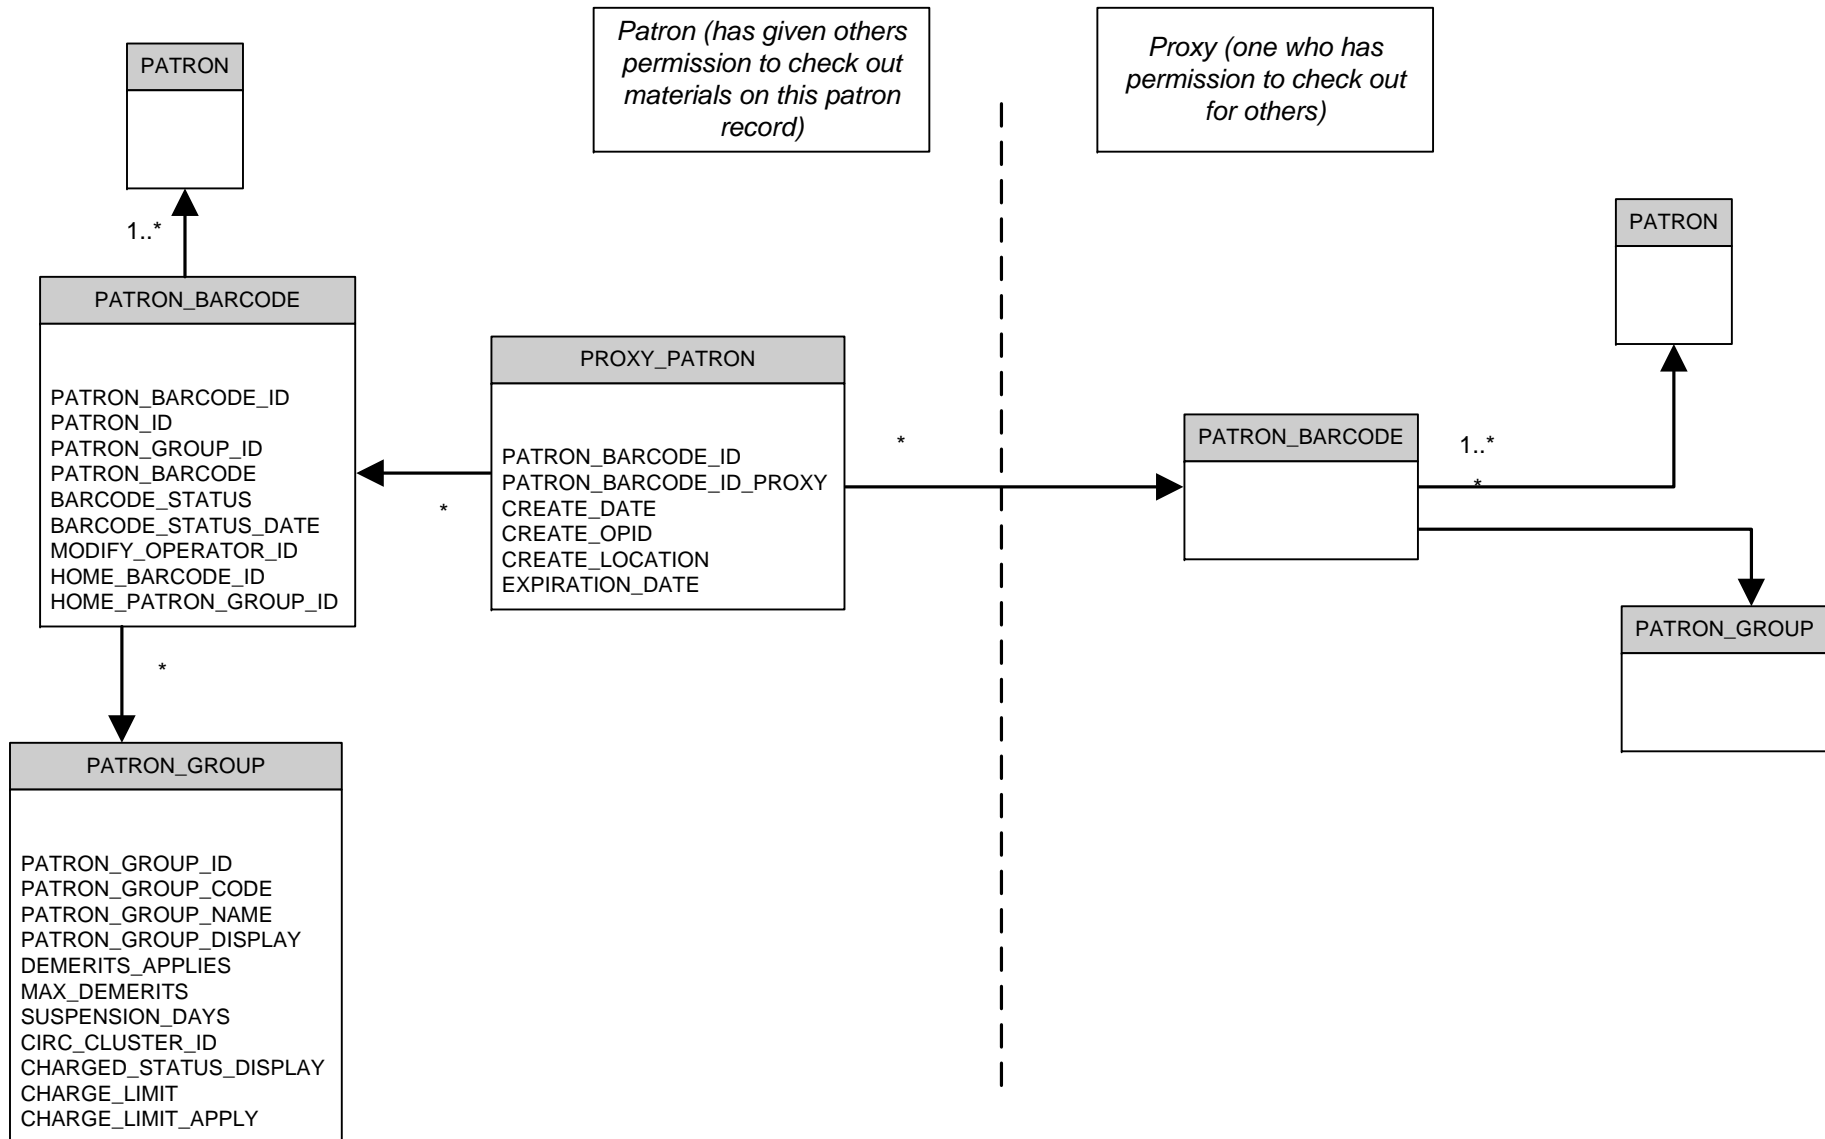 Patron (has given others
permission to check out
materials on this patron
record)
Proxy (one who has
permission to check out
for others)
PATRON
1..*
PATRON_BARCODE
PATRON_BARCODE_ID
PATRON_ID
PATRON_GROUP_ID
PATRON_BARCODE
BARCODE_STATUS
BARCODE_STATUS_DATE
MODIFY_OPERATOR_ID
HOME_BARCODE_ID
HOME_PATRON_GROUP_ID
*
PATRON_GROUP
PATRON_GROUP_ID
PATRON_GROUP_CODE
PATRON_GROUP_NAME
PATRON_GROUP_DISPLAY
DEMERITS_APPLIES
MAX_DEMERITS
SUSPENSION_DAYS
CIRC_CLUSTER_ID
CHARGED_STATUS_DISPLAY
CHARGE_LIMIT
CHARGE_LIMIT_APPLY
*
PROXY_PATRON
PATRON_BARCODE_ID
PATRON_BARCODE_ID_PROXY
CREATE_DATE
CREATE_OPID
CREATE_LOCATION
EXPIRATION_DATE
*
PATRON_BARCODE
1..*
*
PATRON
PATRON_GROUP